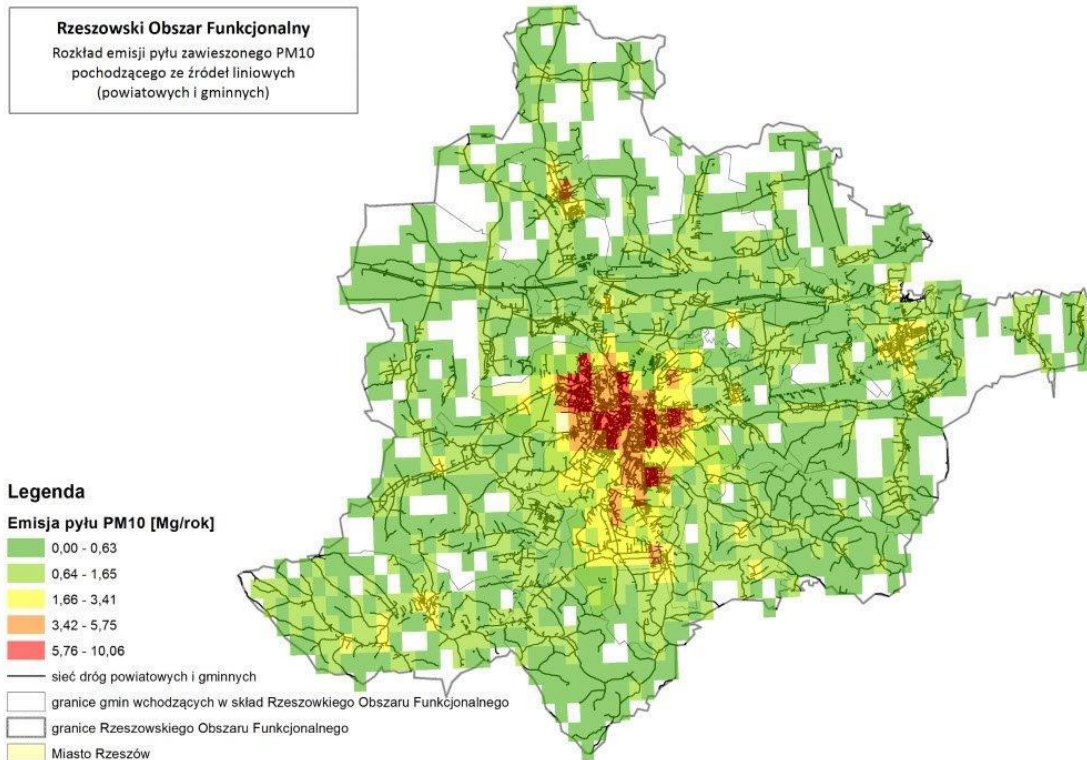 Rzeszowski Obszar Funkcjonalny
Rozkład emisji pyłu zawieszonego PM10
pochodzącego ze źródeł liniowych
(powiatowych i gminnych)
Legenda
Emisja pyłu PM10 [Mg/rok]
0,00 - 0,63
0,64 - 1,65
1,66 - 3,41
3,42 - 5,75
5,76 - 10,06
sieć dróg powiatowych i gminnych
granice gmin wchodzących w skład Rzeszowkiego Obszaru Funkcjonalnego
granice Rzeszowskiego Obszaru Funkcjonalnego
Miasto Rzeszów